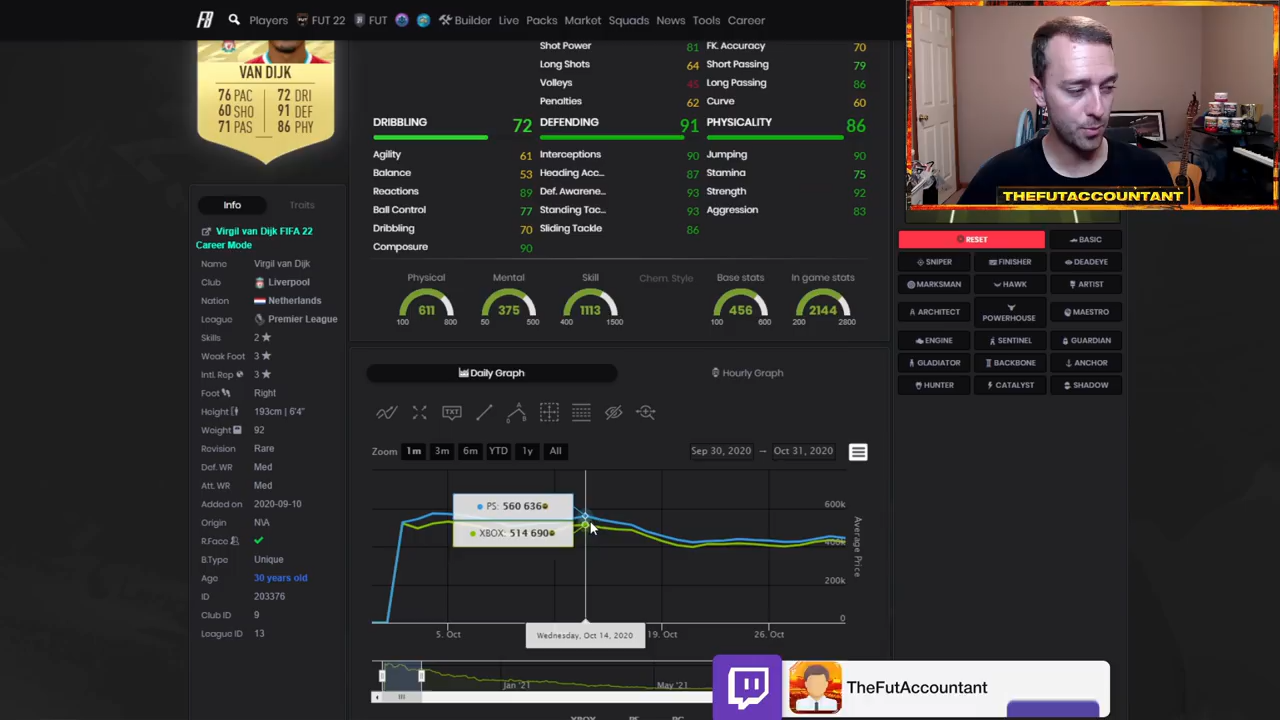 FB Players FUT 22 FUT Builder Live Packs Market Squads News Tools Career
VAN DIJK
76 PAC 72 DRI
60 SHO 91 DEF
71 PAS 86 PHY
Shot Power 81
Long Shots 64
Volleys 45
Penalties 62
FK. Accuracy 70
Short Passing 79
Long Passing 86
Curve 60
DRIBBLING 72
Agility 61
Balance 53
Reactions 89
Ball Control 77
Dribbling 70
Composure 90
DEFENDING 91
Interceptions 90
Heading Acc... 87
Def. Awarene... 93
Standing Tac... 93
Sliding Tackle 86
PHYSICALITY 86
Jumping 90
Stamina 75
Strength 92
Aggression 83
THEFUTACCOUNTANT
Info Traits
Virgil van Dijk FIFA 22
Career Mode
Name Virgil van Dijk
Club Liverpool
Nation Netherlands
League Premier League
Skills 2
Weak Foot 3
Intl. Rep 3
Foot Right
Height 193cm | 6'4"
Weight 92
Revision Rare
Def. WR Med
Att. WR Med
Added on 2020-09-10
Origin N\A
R.Face
B.Type Unique
Age 30 years old
ID 203376
Club ID 9
League ID 13
Physical Mental Skill Chem. Style Base stats In game stats
611 375 1113 456 2144
100 800 50 500 400 1500 100 600 200 2800
RESET BASIC
SNIPER FINISHER DEADEYE
MARKSMAN HAWK ARTIST
ARCHITECT POWERHOUSE MAESTRO
ENGINE SENTINEL GUARDIAN
GLADIATOR BACKBONE ANCHOR
HUNTER CATALYST SHADOW
Daily Graph Hourly Graph
TXT
Zoom 1m 3m 6m YTD 1y All Sep 30, 2020 → Oct 31, 2020
PS: 560 636
XBOX: 514 690
600k
400k
200k
0
Average Price
5. Oct 19. Oct 26. Oct
Wednesday, Oct 14, 2020
Jan '21 May '21
XBOX PS PC
TheFutAccountant